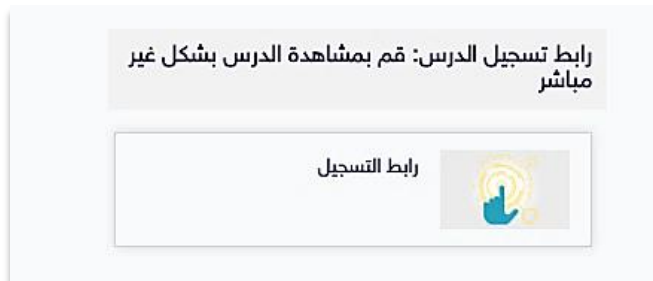 رابط تسجيل الدرس: قم بمشاهدة الدرس بشكل غير
مباشر
رابط التسجيل